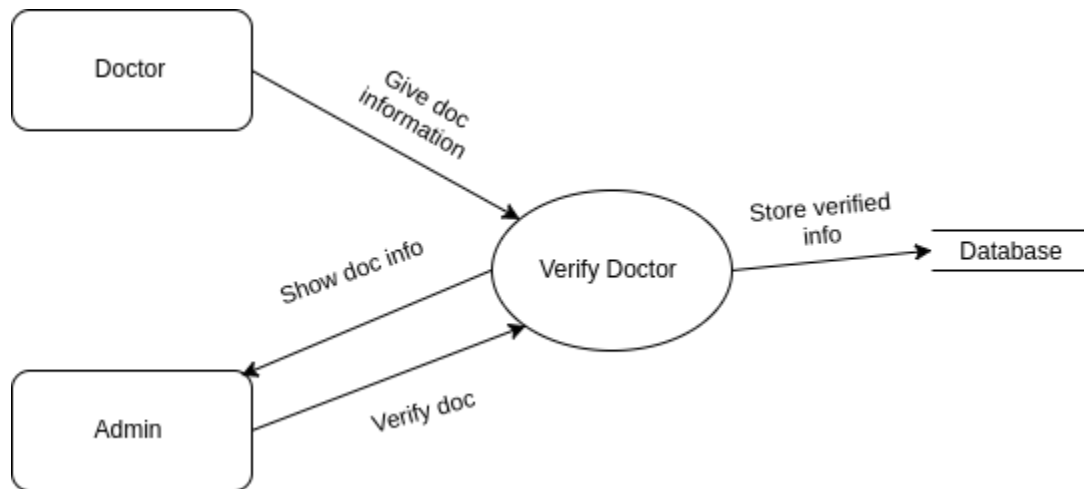 Doctor
Give doc
information
Store verified
info
Verify Doctor
Database
Show doc info
Verify doc
Admin